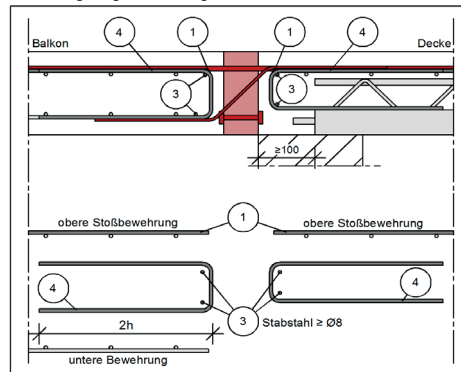 4
1
1
4
Balkon
Decke
3
3
≥100
1
obere Stoßbewehrung
obere Stoßbewehrung
4
4
3
Stabstahl ≥ Ø8
2h
untere Bewehrung